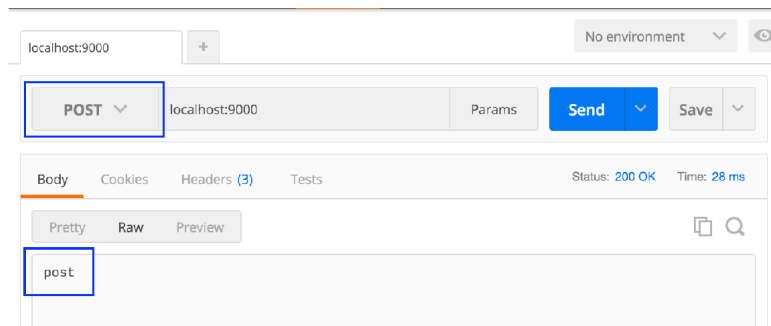 No environment
localhost:9000 +
POST localhost:9000 Params Send Save
Body Cookies Headers (3) Tests Status: 200 OK Time: 28 ms
Pretty Raw Preview
post